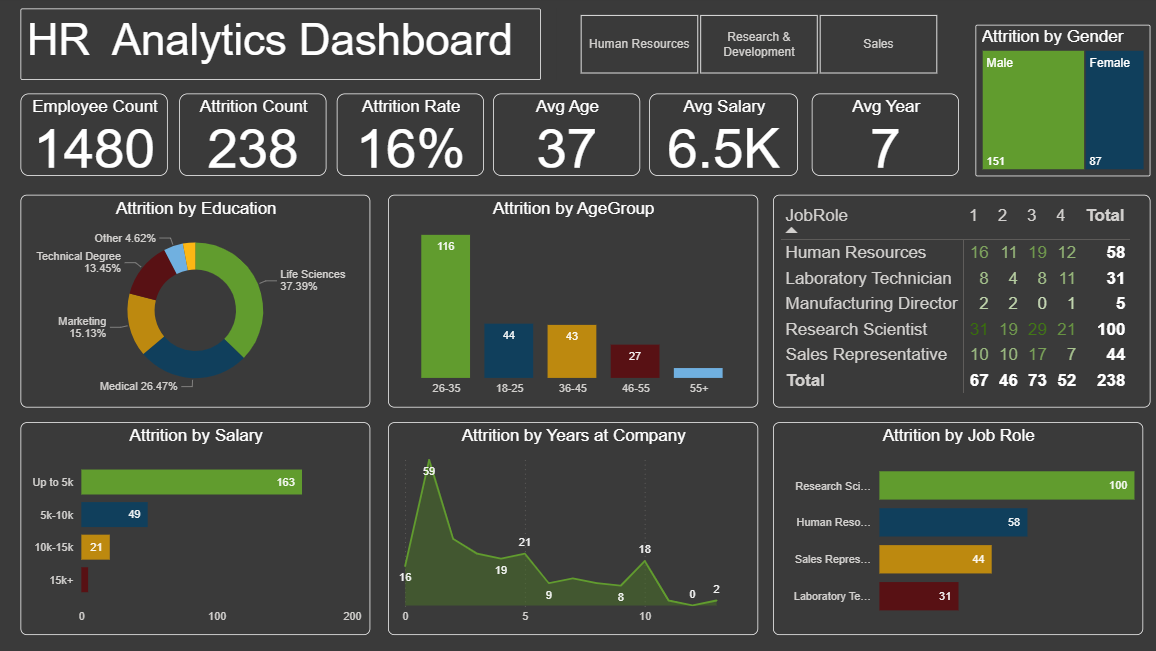 HR Analytics Dashboard
Human Resources
Research &
Development
Sales
Attrition by Gender
Male
Female
151
87
Employee Count
1480
Attrition Count
238
Attrition Rate
16%
Avg Age
37
Avg Salary
6.5K
Avg Year
7
Attrition by Education
Other 4.62%
Technical Degree
13.45%
Life Sciences
37.39%
Marketing
15.13%
Medical 26.47%
Attrition by AgeGroup
116
44
43
27
26-35 18-25 36-45 46-55 55+
JobRole 1 2 3 4 Total
Human Resources 16 11 19 12 58
Laboratory Technician 8 4 8 11 31
Manufacturing Director 2 2 0 1 5
Research Scientist 31 19 29 21 100
Sales Representative 10 10 17 7 44
Total 67 46 73 52 238
Attrition by Salary
Up to 5k 163
5k-10k 49
10k-15k 21
15k+
0 100 200
Attrition by Years at Company
59
21
18
16
19
9
8
0
2
0 5 10
Attrition by Job Role
Research Sci... 100
Human Reso... 58
Sales Repres... 44
Laboratory Te... 31